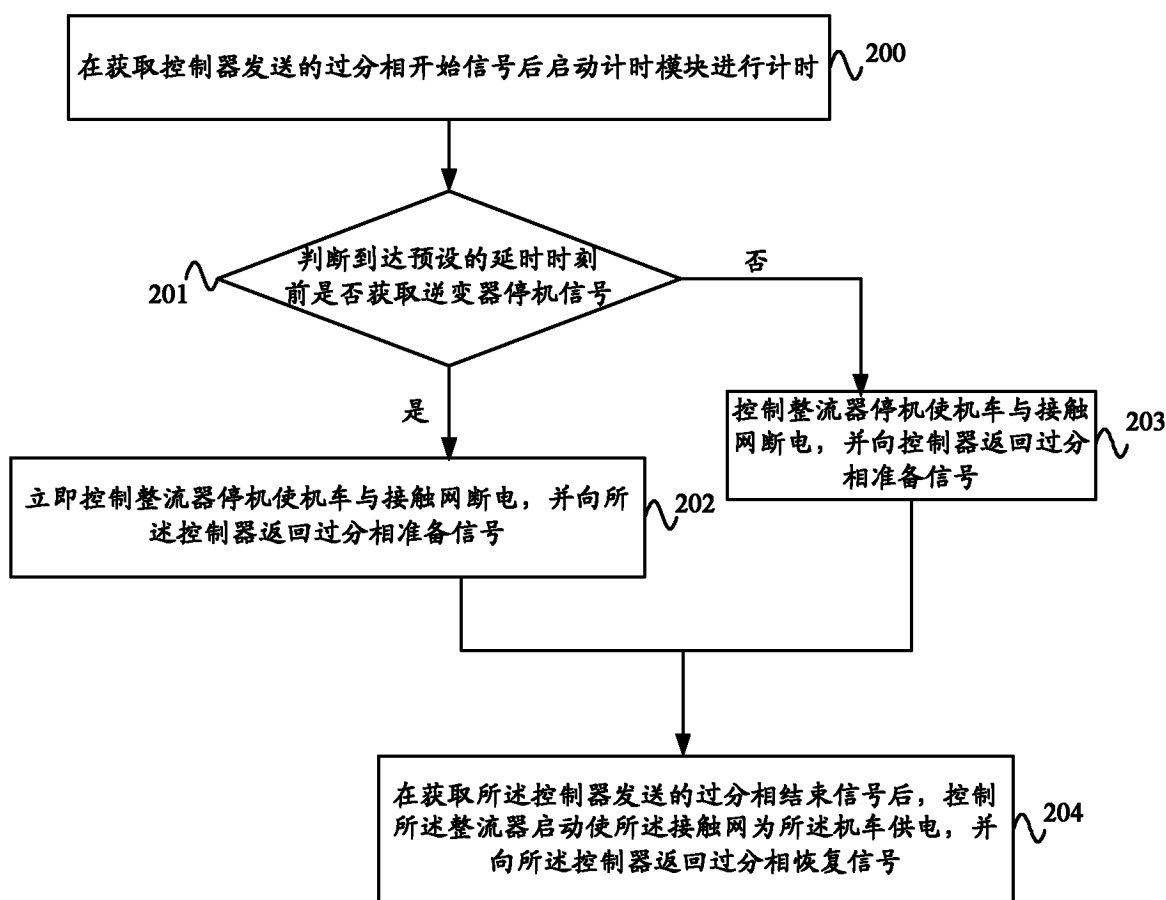 在获取控制器发送的过分相开始信号后启动计时模块进行计时
200
判断到达预设的延时时刻
前是否获取逆变器停机信号
201
否
是
控制整流器停机使机车与接触
网断电，并向控制器返回过分
相准备信号
203
立即控制整流器停机使机车与接触网断电，并向所
述控制器返回过分相准备信号
202
在获取所述控制器发送的过分相结束信号后，控制
所述整流器启动使所述接触网为所述机车供电，并
向所述控制器返回过分相恢复信号
204